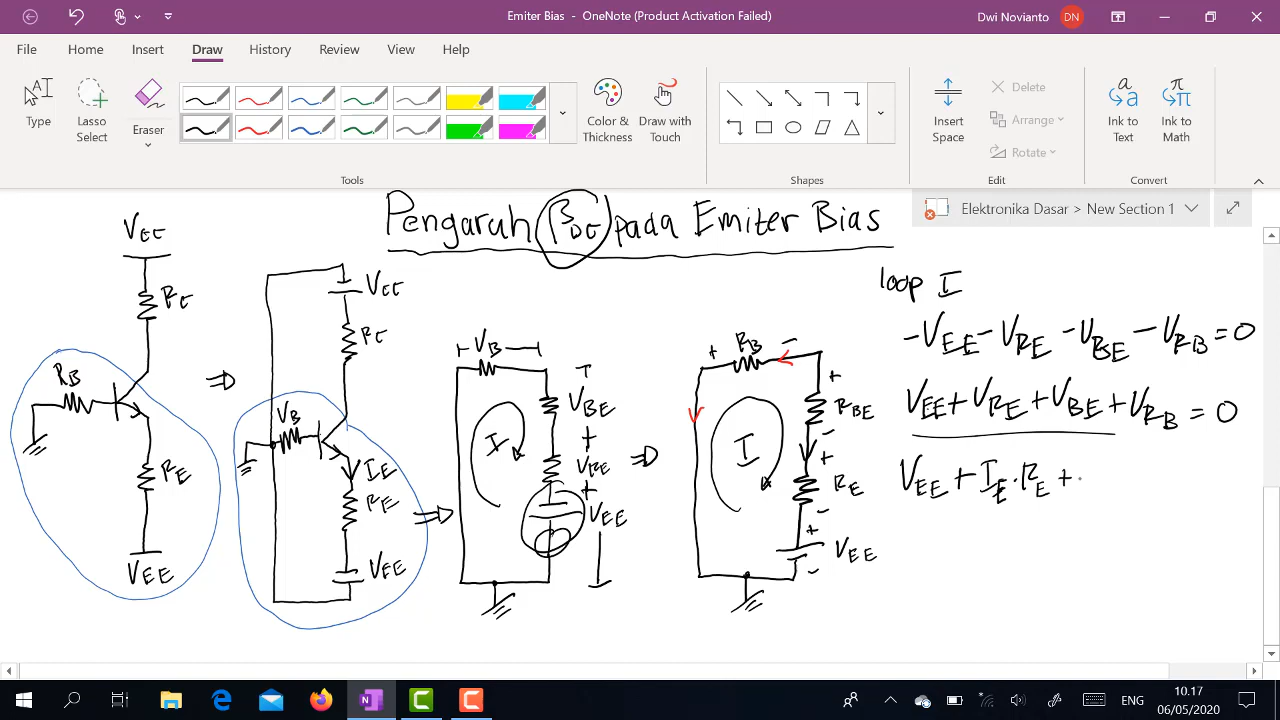 Emiter Bias - OneNote (Product Activation Failed)
Dwi Novianto DN
File Home Insert Draw History Review View Help
Type
Lasso Select
Eraser
Color & Thickness
Draw with Touch
Insert Space
Delete
Arrange
Rotate
Ink to Text
Ink to Math
Tools
Shapes
Edit
Convert
Elektronika Dasar > New Section 1
Pengaruh βDC pada Emiter Bias
VCC
RC
RB
RE
VEE
VCC
RC
VB
IE
RE
VEE
VB
VBE
+
VRE
+
VEE
I
+ RB -
+
RBE
-
+
RE
-
+
VEE
-
I
loop I
-VEE - VRE - VBE - VRB = 0
VEE + VRE + VBE + VRB = 0
VEE + IE . RE +
ENG
10.17
06/05/2020